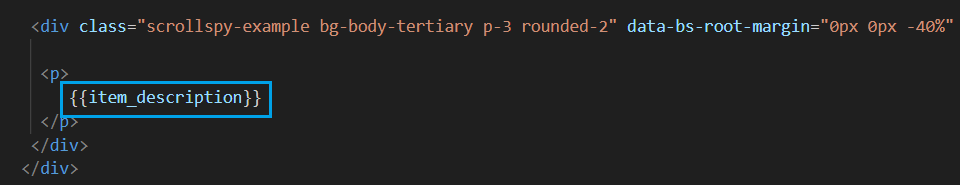 <div class="scrollspy-example bg-body-tertiary p-3 rounded-2" data-bs-root-margin="0px 0px -40%"
<p>
{{item_description}}
</p>
</div>
</div>